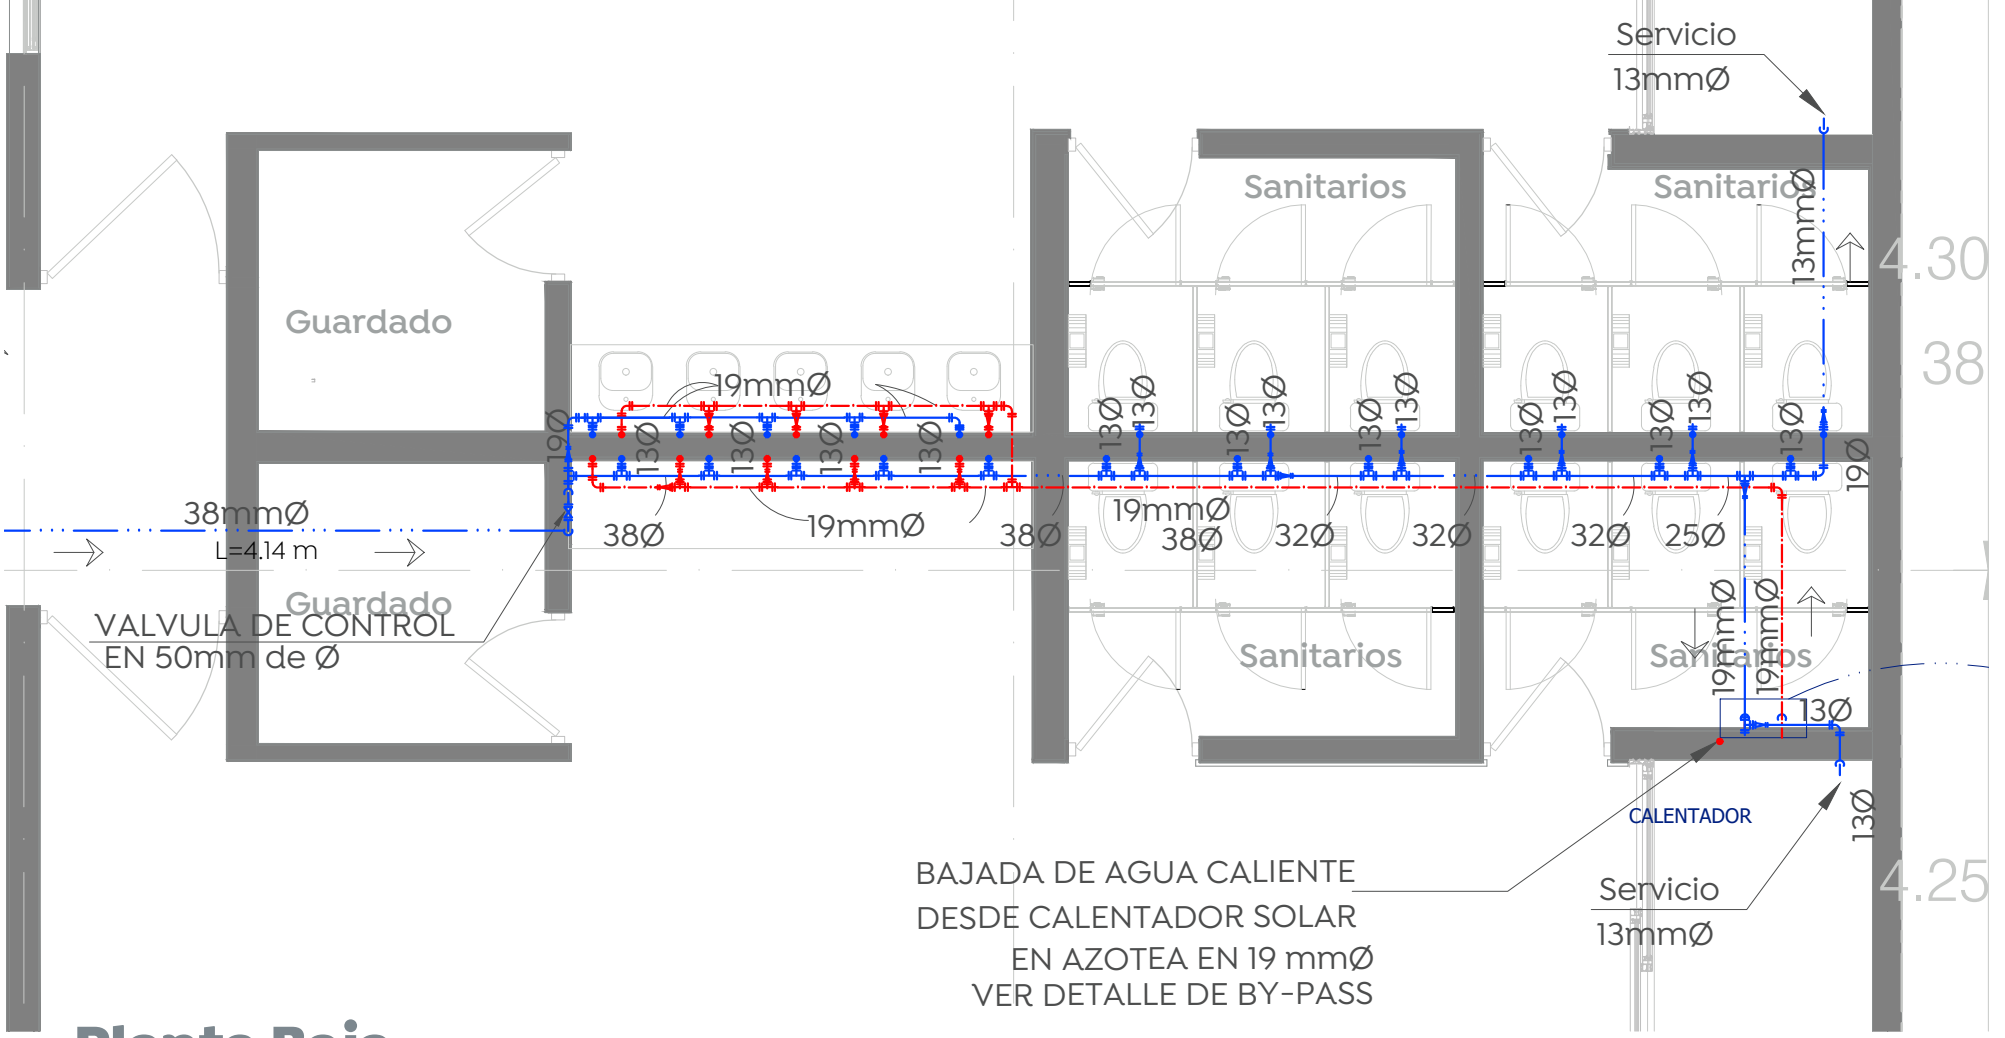 Servicio
13mmØ
Sanitarios
Sanitarios
13mmØ
4.30
Guardado
38
19mmØ
13Ø
13Ø
13Ø
13Ø
13Ø
13Ø
13Ø
13Ø
13Ø
13Ø
13Ø
19Ø
13Ø
13Ø
13Ø
13Ø
19Ø
38mmØ
L=4.14 m
38Ø
19mmØ
38Ø
19mmØ
38Ø
32Ø
32Ø
32Ø
25Ø
Guardado
VALVULA DE CONTROL
EN 50mm de Ø
Sanitarios
Sanitarios
19mmØ
19mmØ
13Ø
CALENTADOR
13Ø
BAJADA DE AGUA CALIENTE
DESDE CALENTADOR SOLAR
EN AZOTEA EN 19 mmØ
VER DETALLE DE BY-PASS
Servicio
13mmØ
4.25
Planta Baja